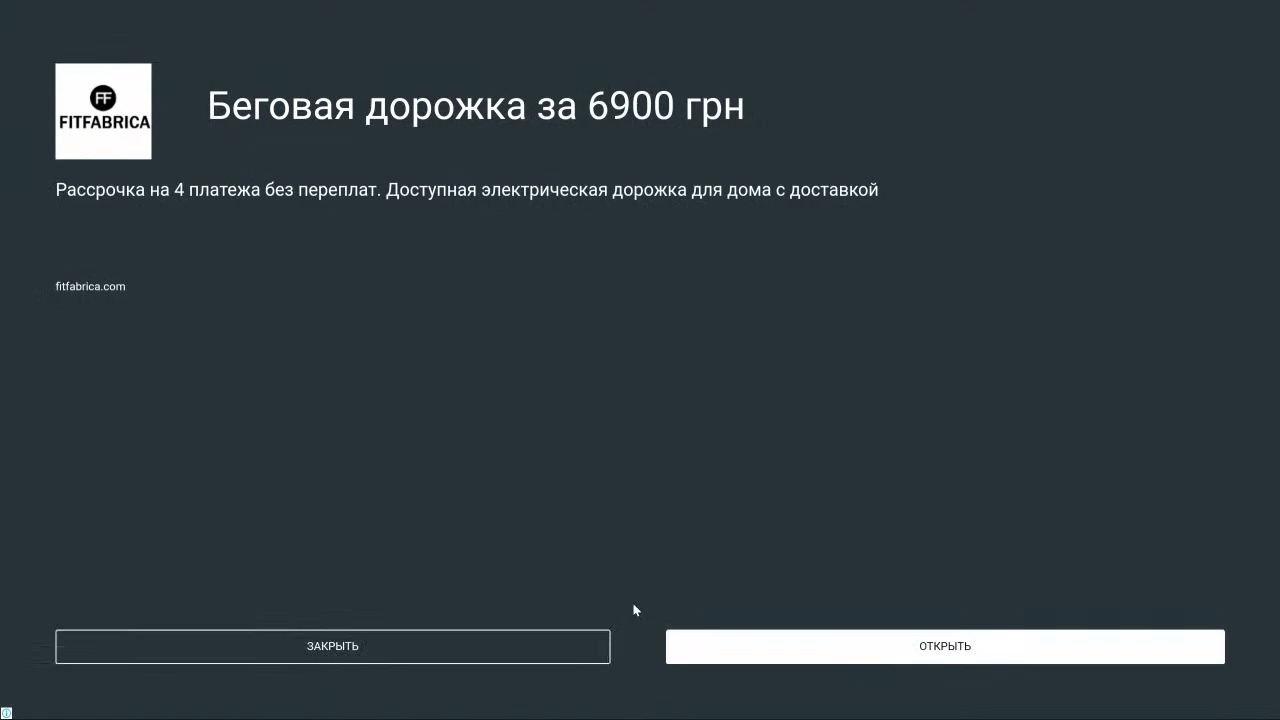 FF
FITFABRICA
Беговая дорожка за 6900 грн
Рассрочка на 4 платежа без переплат. Доступная электрическая дорожка для дома с доставкой
fitfabrica.com
ЗАКРЫТЬ
ОТКРЫТЬ